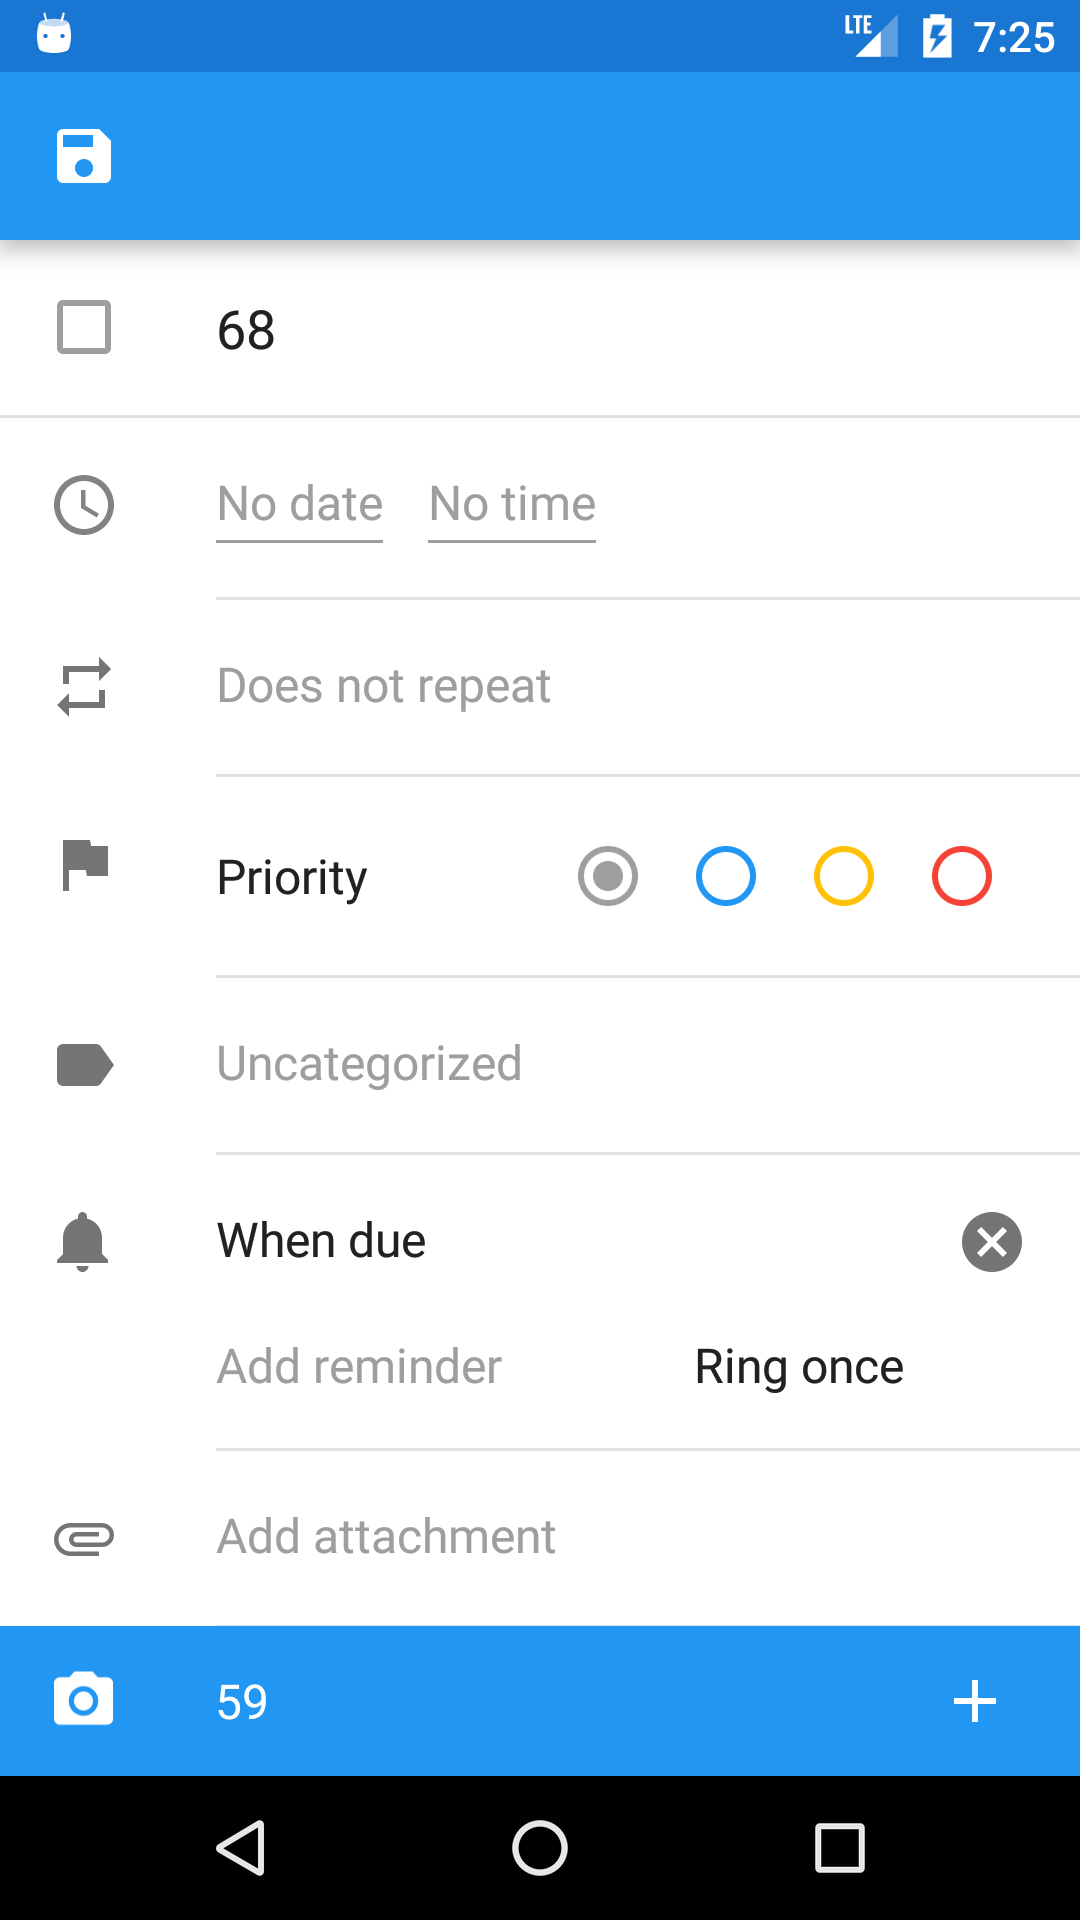 LTE 7:25
68
No date No time
Does not repeat
Priority
Uncategorized
When due
Add reminder Ring once
Add attachment
59